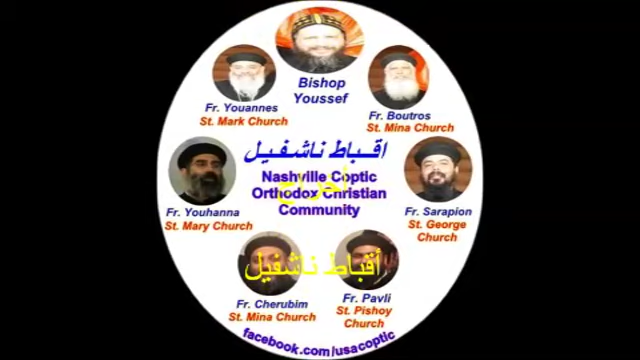 Bishop
Youssef
Fr. Youannes
St. Mark Church
Fr. Boutros
St. Mina Church
اقباط ناشفيل
Nashville Coptic
Orthodox Christian
Community
إخراج
Fr. Youhanna
St. Mary Church
Fr. Sarapion
St. George
Church
أقباط ناشفيل
Fr. Cherubim
St. Mina Church
Fr. Pavli
St. Pishoy
Church
facebook.com/usacoptic